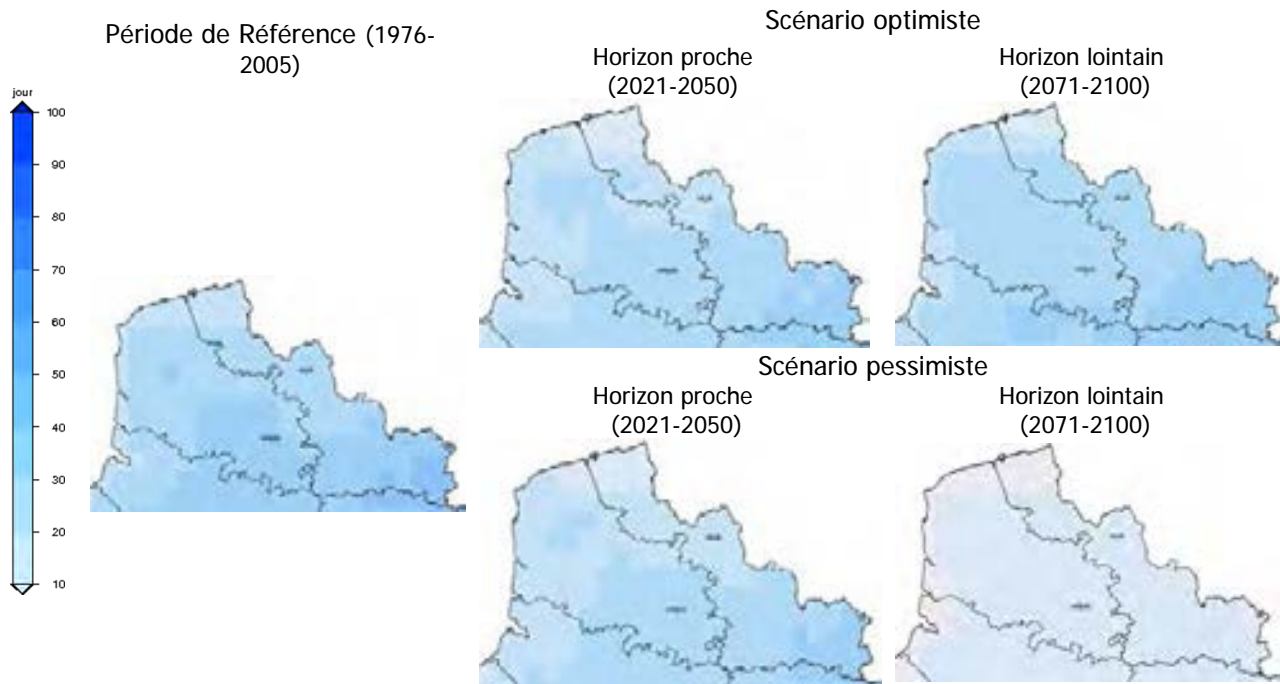 Période de Référence (1976-
2005)
Scénario optimiste
Horizon proche
(2021-2050)
Horizon lointain
(2071-2100)
jour
100
90
80
70
60
50
40
30
20
10
Scénario pessimiste
Horizon proche
(2021-2050)
Horizon lointain
(2071-2100)